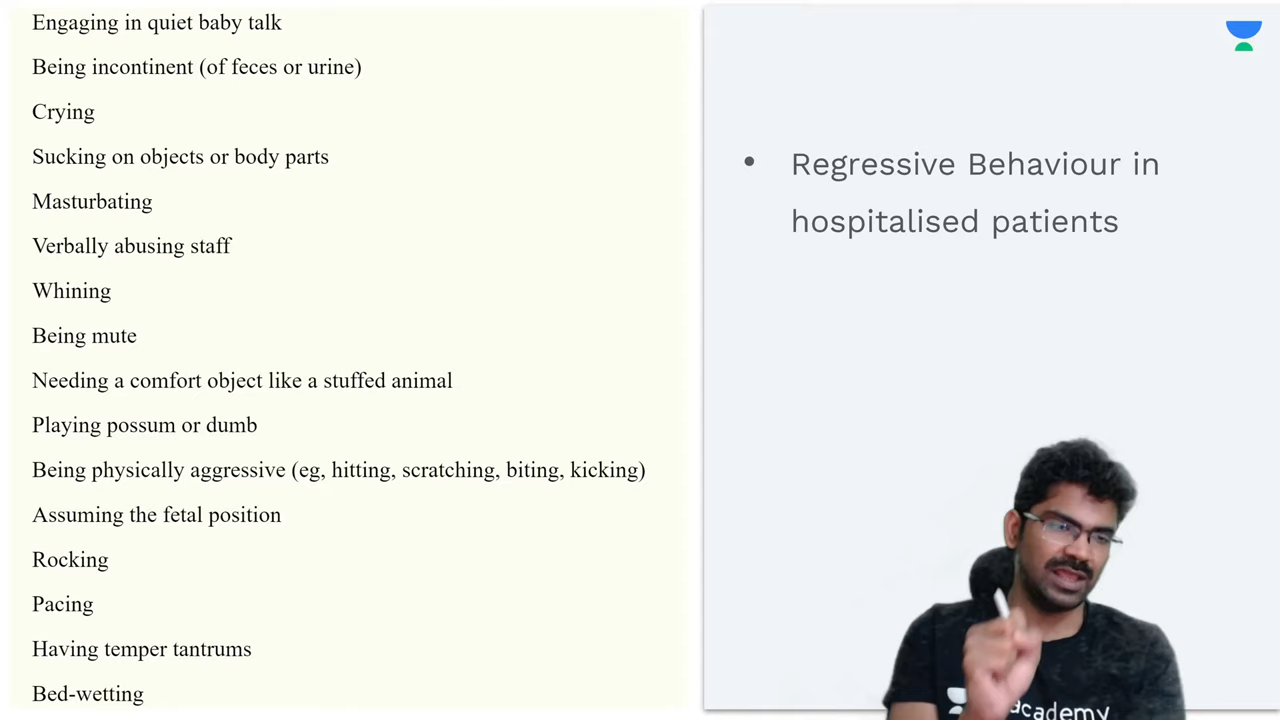 Engaging in quiet baby talk
Being incontinent (of feces or urine)
Crying
Sucking on objects or body parts
Masturbating
Verbally abusing staff
Whining
Being mute
Needing a comfort object like a stuffed animal
Playing possum or dumb
Being physically aggressive (eg, hitting, scratching, biting, kicking)
Assuming the fetal position
Rocking
Pacing
Having temper tantrums
Bed-wetting
• Regressive Behaviour in
hospitalised patients
academy